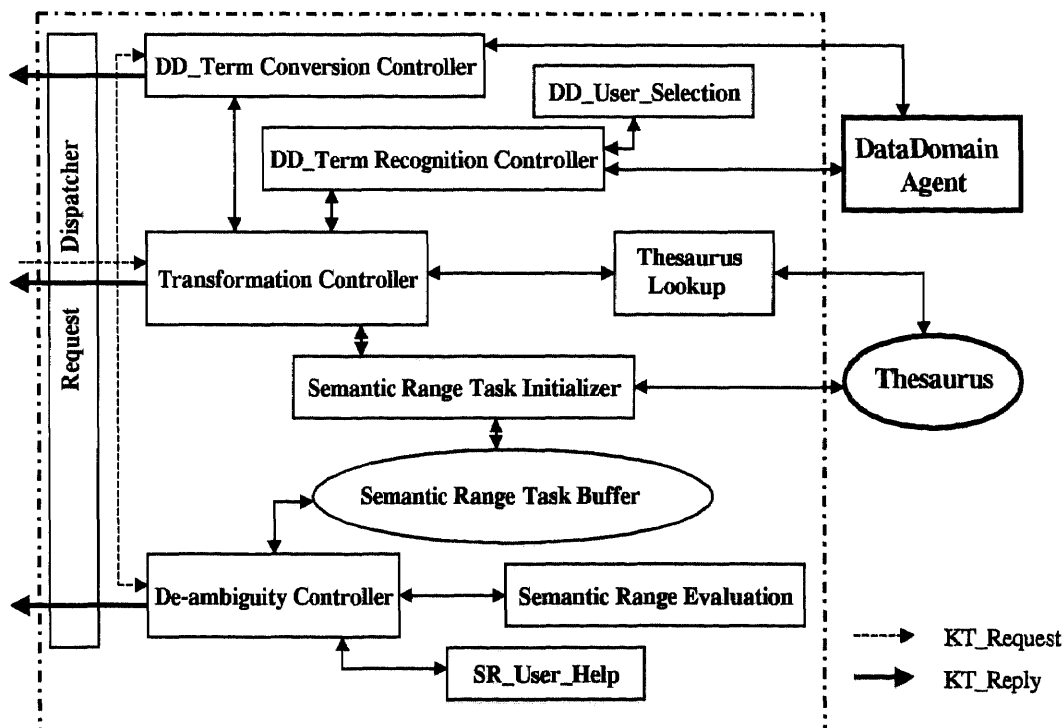 DD_Term Conversion Controller
DD_User_Selection
DD_Term Recognition Controller
DataDomain
Agent
Request Dispatcher
Transformation Controller
Thesaurus
Lookup
Semantic Range Task Initializer
Thesaurus
Semantic Range Task Buffer
De-ambiguity Controller
Semantic Range Evaluation
SR_User_Help
KT_Request
KT_Reply